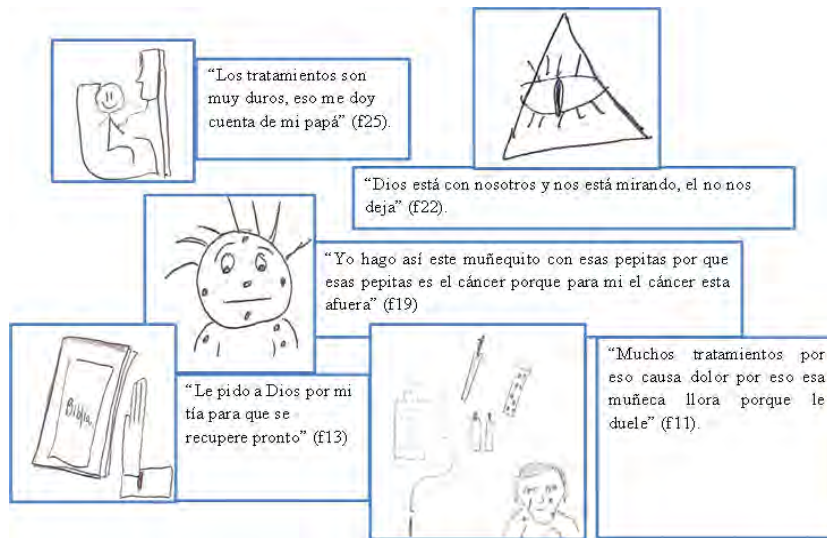 “Los tratamientos son
muy duros, eso me doy
cuenta de mi papá” (f25).
“Dios está con nosotros y nos está mirando, el no nos
deja” (f22).
“Yo hago así este muñequito con esas pepitas por que
esas pepitas es el cáncer porque para mi el cáncer esta
afuera” (f19)
Biblia
“Le pido a Dios por mi
tía para que se
recupere pronto” (f13)
“Muchos tratamientos por
eso causa dolor por eso esa
muñeca llora porque le
duele” (f11).